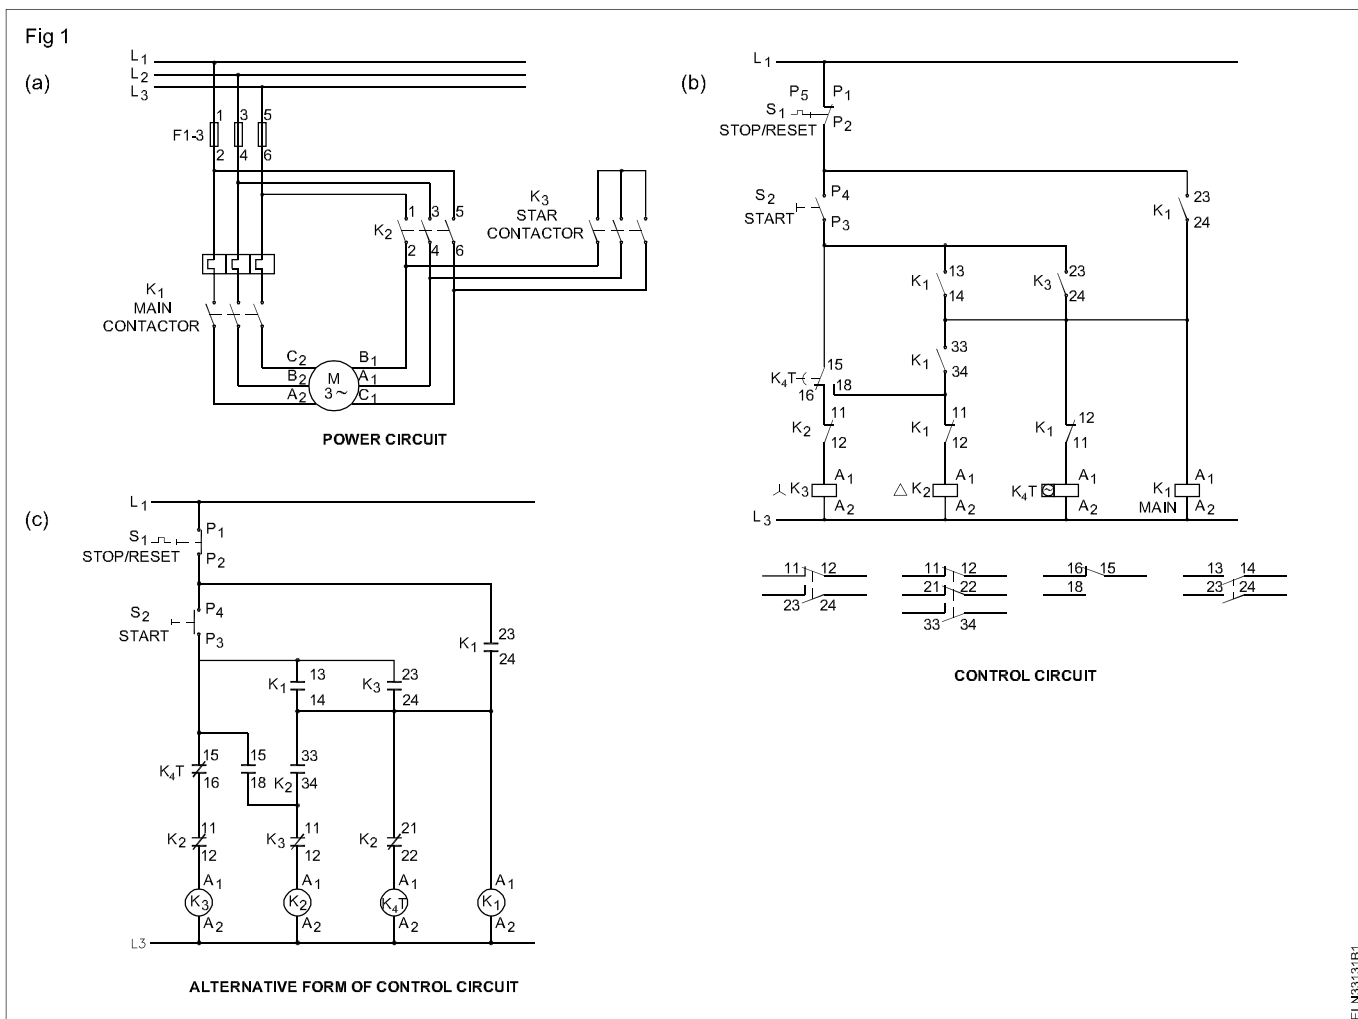 Fig 1
(a)
L1
L2
L3
F1-3
1 3 5
2 4 6
K1
MAIN
CONTACTOR
K2
1 3 5
2 4 6
K3
STAR
CONTACTOR
C2 B1
B2 M A1
A2 3~ C1
POWER CIRCUIT
(b)
L1
P5 P1
S1
STOP/RESET P2
S2 P4
START P3
K1 23
24
K1 13
14
K3 23
24
K1 33
34
K4T 15
16 18
K2 11
12
K1 11
12
K1 12
11
K3 A1
A2
△ K2 A1
A2
K4T A1
A2
K1 A1
MAIN A2
L3
11 12
23 24
11 12
21 22
33 34
16 15
18
13 14
23 24
CONTROL CIRCUIT
(c)
L1
S1 P1
STOP/RESET P2
S2 P4
START P3
K1 23
24
K1 13
14
K3 23
24
K4T 15
16
15
18
33
K2 34
K2 11
12
K3 11
12
K2 21
22
A1 A1 A1 A1
K3 K2 K4T K1
A2 A2 A2 A2
L3
ALTERNATIVE FORM OF CONTROL CIRCUIT
ELN33131B1